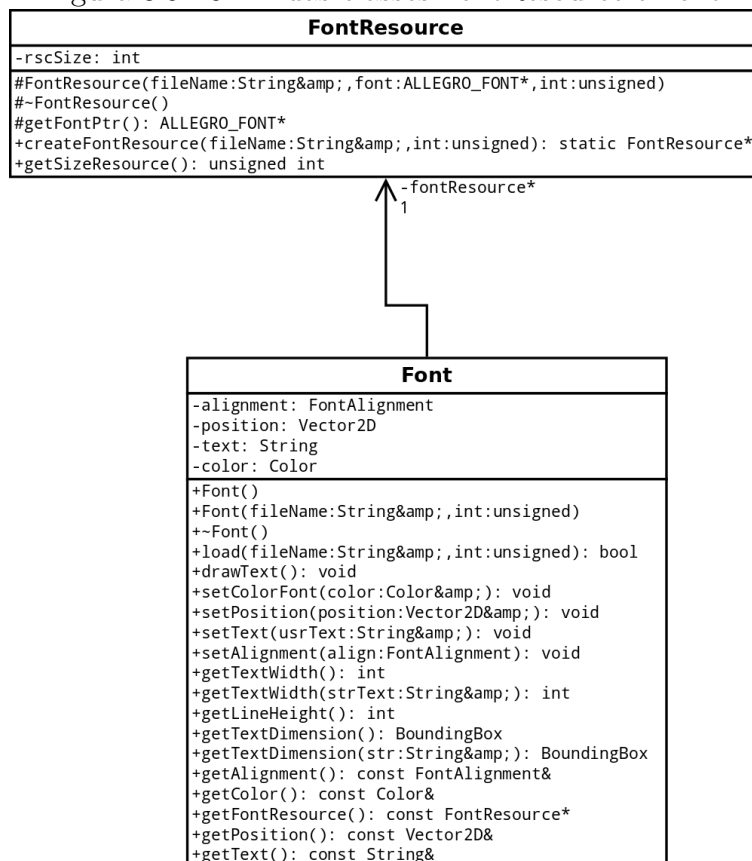 FontResource
-rscSize: int
#FontResource(fileName:String&amp;,font:ALLEGRO_FONT*,int:unsigned)
#~FontResource()
#getFontPtr(): ALLEGRO_FONT*
+createFontResource(fileName:String&amp;,int:unsigned): static FontResource*
+getSizeResource(): unsigned int
-fontResource*
1
Font
-alignment: FontAlignment
-position: Vector2D
-text: String
-color: Color
+Font()
+Font(fileName:String&amp;,int:unsigned)
+~Font()
+load(fileName:String&amp;,int:unsigned): bool
+drawText(): void
+setColorFont(color:Color&amp;): void
+setPosition(position:Vector2D&amp;): void
+setText(usrText:String&amp;): void
+setAlignment(align:FontAlignment): void
+getTextWidth(): int
+getTextWidth(strText:String&amp;): int
+getLineHeight(): int
+getTextDimension(): BoundingBox
+getTextDimension(str:String&amp;): BoundingBox
+getAlignment(): const FontAlignment&
+getColor(): const Color&
+getFontResource(): const FontResource*
+getPosition(): const Vector2D&
+getText(): const String&